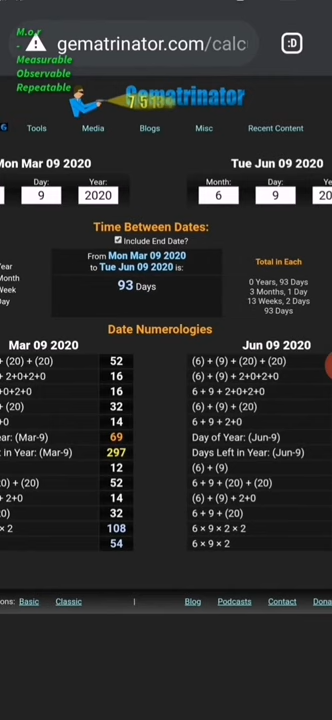 M.o.r
-
Measurable
Observable
Repeatable
gematrinator.com/calc
:D
Gematrinator
6 Tools Media Blogs Misc Recent Content
Mon Mar 09 2020 Tue Jun 09 2020
Day: Year: Month: Day: Ye
9 2020 6 9 20
Time Between Dates:
Include End Date?
From Mon Mar 09 2020
to Tue Jun 09 2020 is:
93 Days
Total in Each
Year 0 Years, 93 Days
Month 3 Months, 1 Day
Week 13 Weeks, 2 Days
Day 93 Days
Date Numerologies
Mar 09 2020 Jun 09 2020
+ (20) + (20) 52 (6) + (9) + (20) + (20)
+ 2+0+2+0 16 (6) + (9) + 2+0+2+0
+0+2+0 16 6 + 9 + 2+0+2+0
+ (20) 32 (6) + (9) + (20)
+0 14 6 + 9 + 2+0
ear: (Mar-9) 69 Day of Year: (Jun-9)
t in Year: (Mar-9) 297 Days Left in Year: (Jun-9)
12 (6) + (9)
20) + (20) 52 6 + 9 + (20) + (20)
+ 2+0 14 (6) + (9) + 2+0
20) 32 6 + 9 + (20)
× 2 108 6 × 9 × 2 × 2
54 6 × 9 × 2
ons: Basic Classic | Blog Podcasts Contact Dona